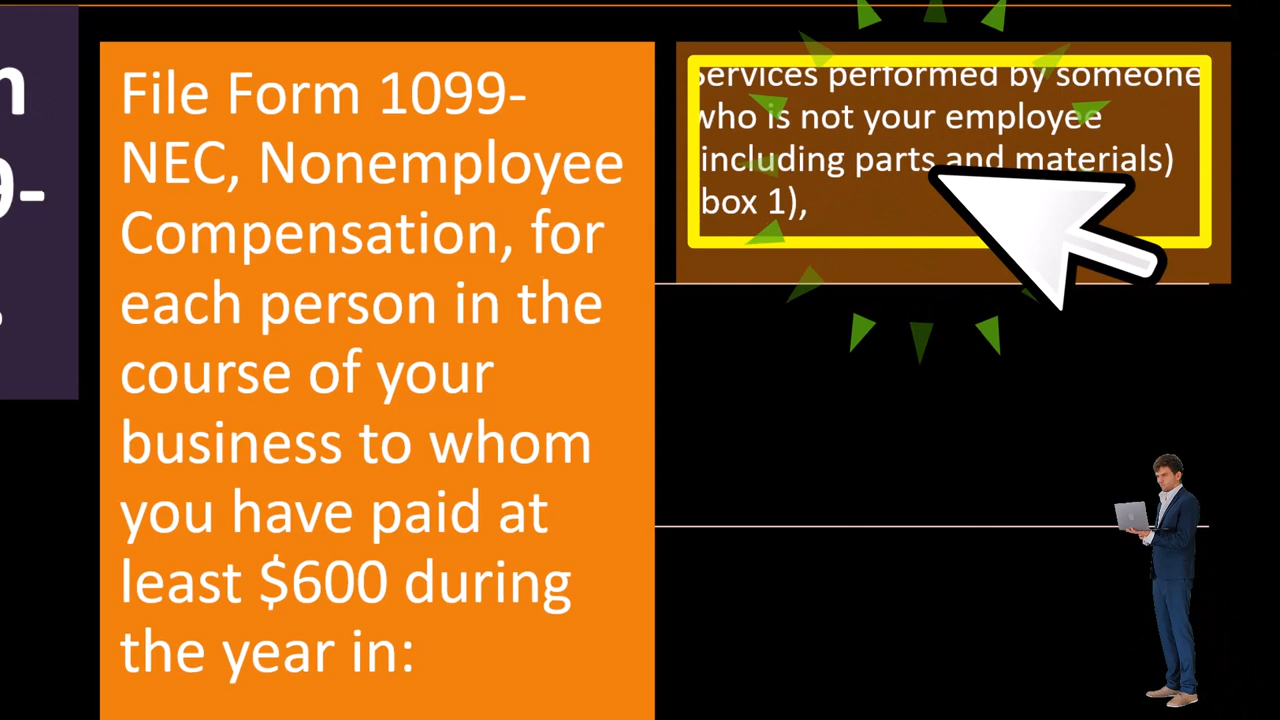 n
9-
File Form 1099-
NEC, Nonemployee
Compensation, for
each person in the
course of your
business to whom
you have paid at
least $600 during
the year in:
Services performed by someone
who is not your employee
(including parts and materials)
(box 1),